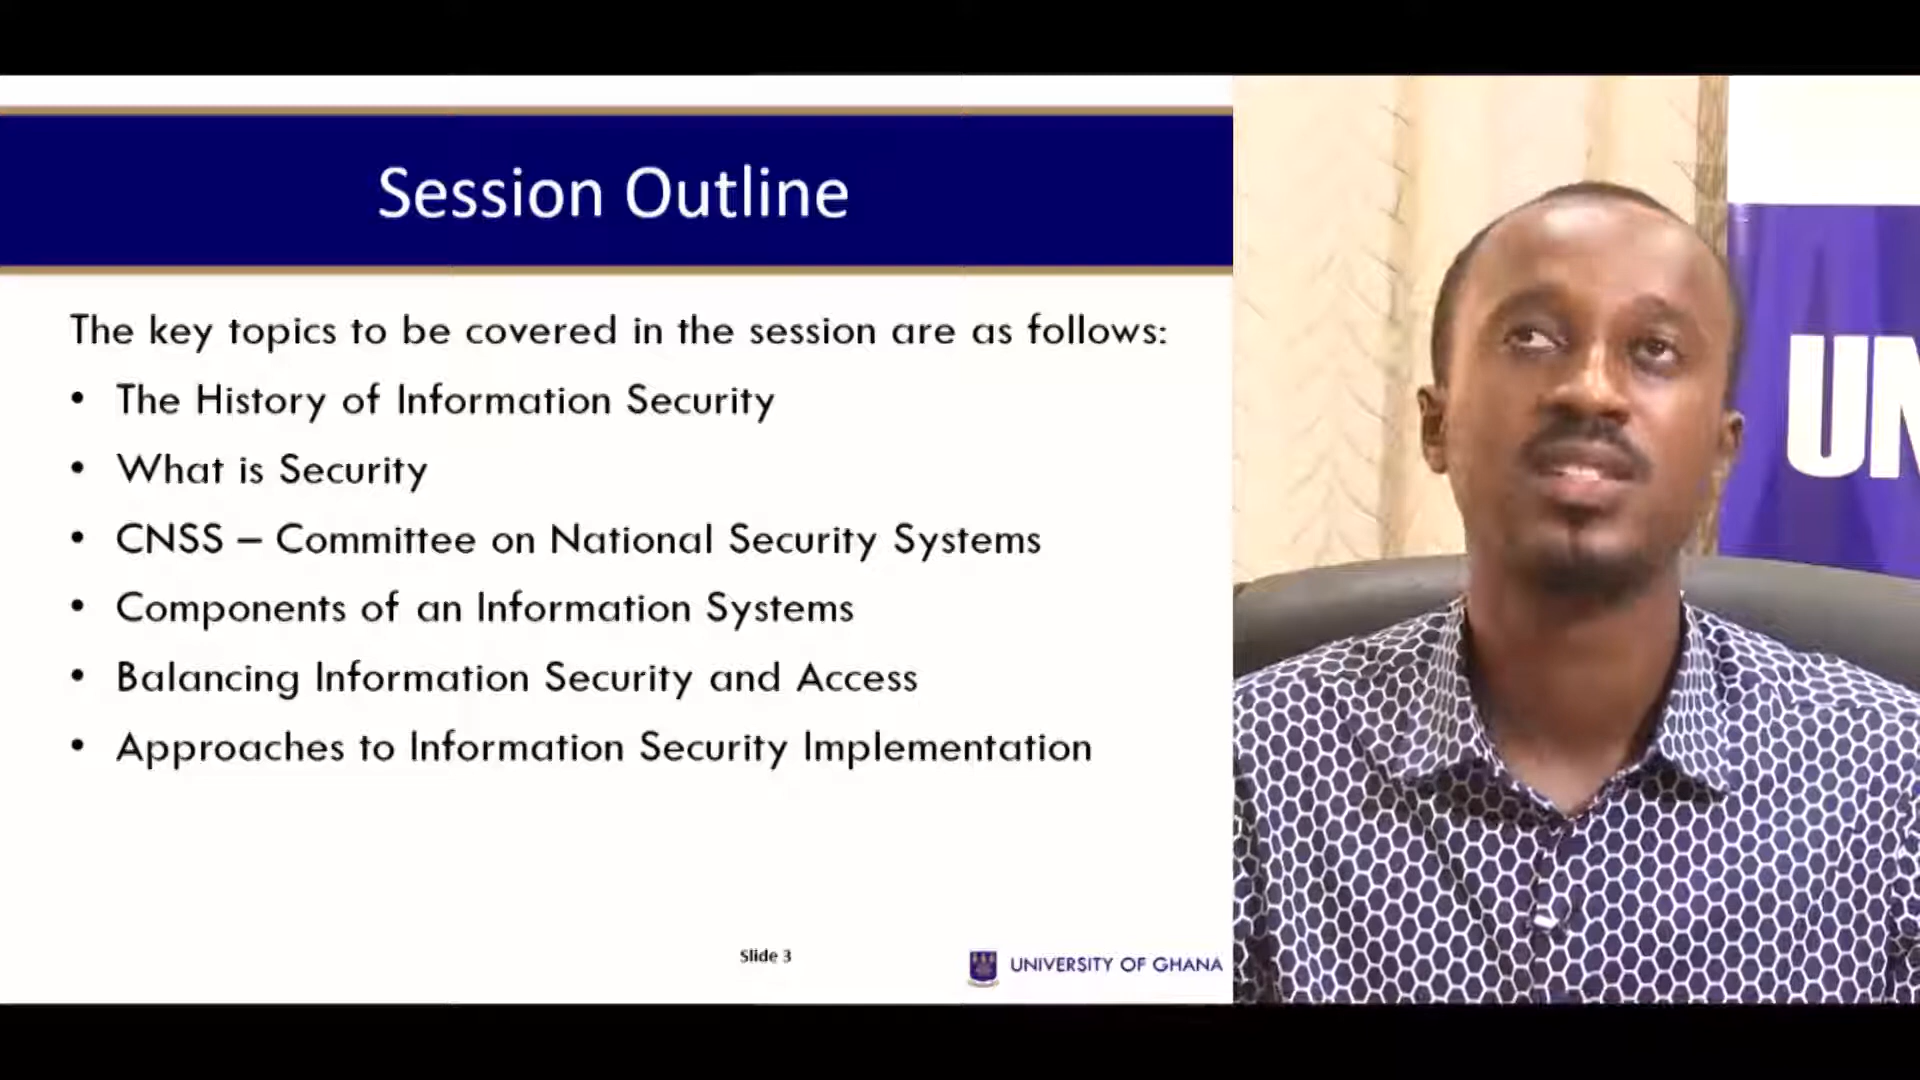 Session Outline
The key topics to be covered in the session are as follows:
• The History of Information Security
• What is Security
• CNSS – Committee on National Security Systems
• Components of an Information Systems
• Balancing Information Security and Access
• Approaches to Information Security Implementation
Slide 3
UNIVERSITY OF GHANA
UN